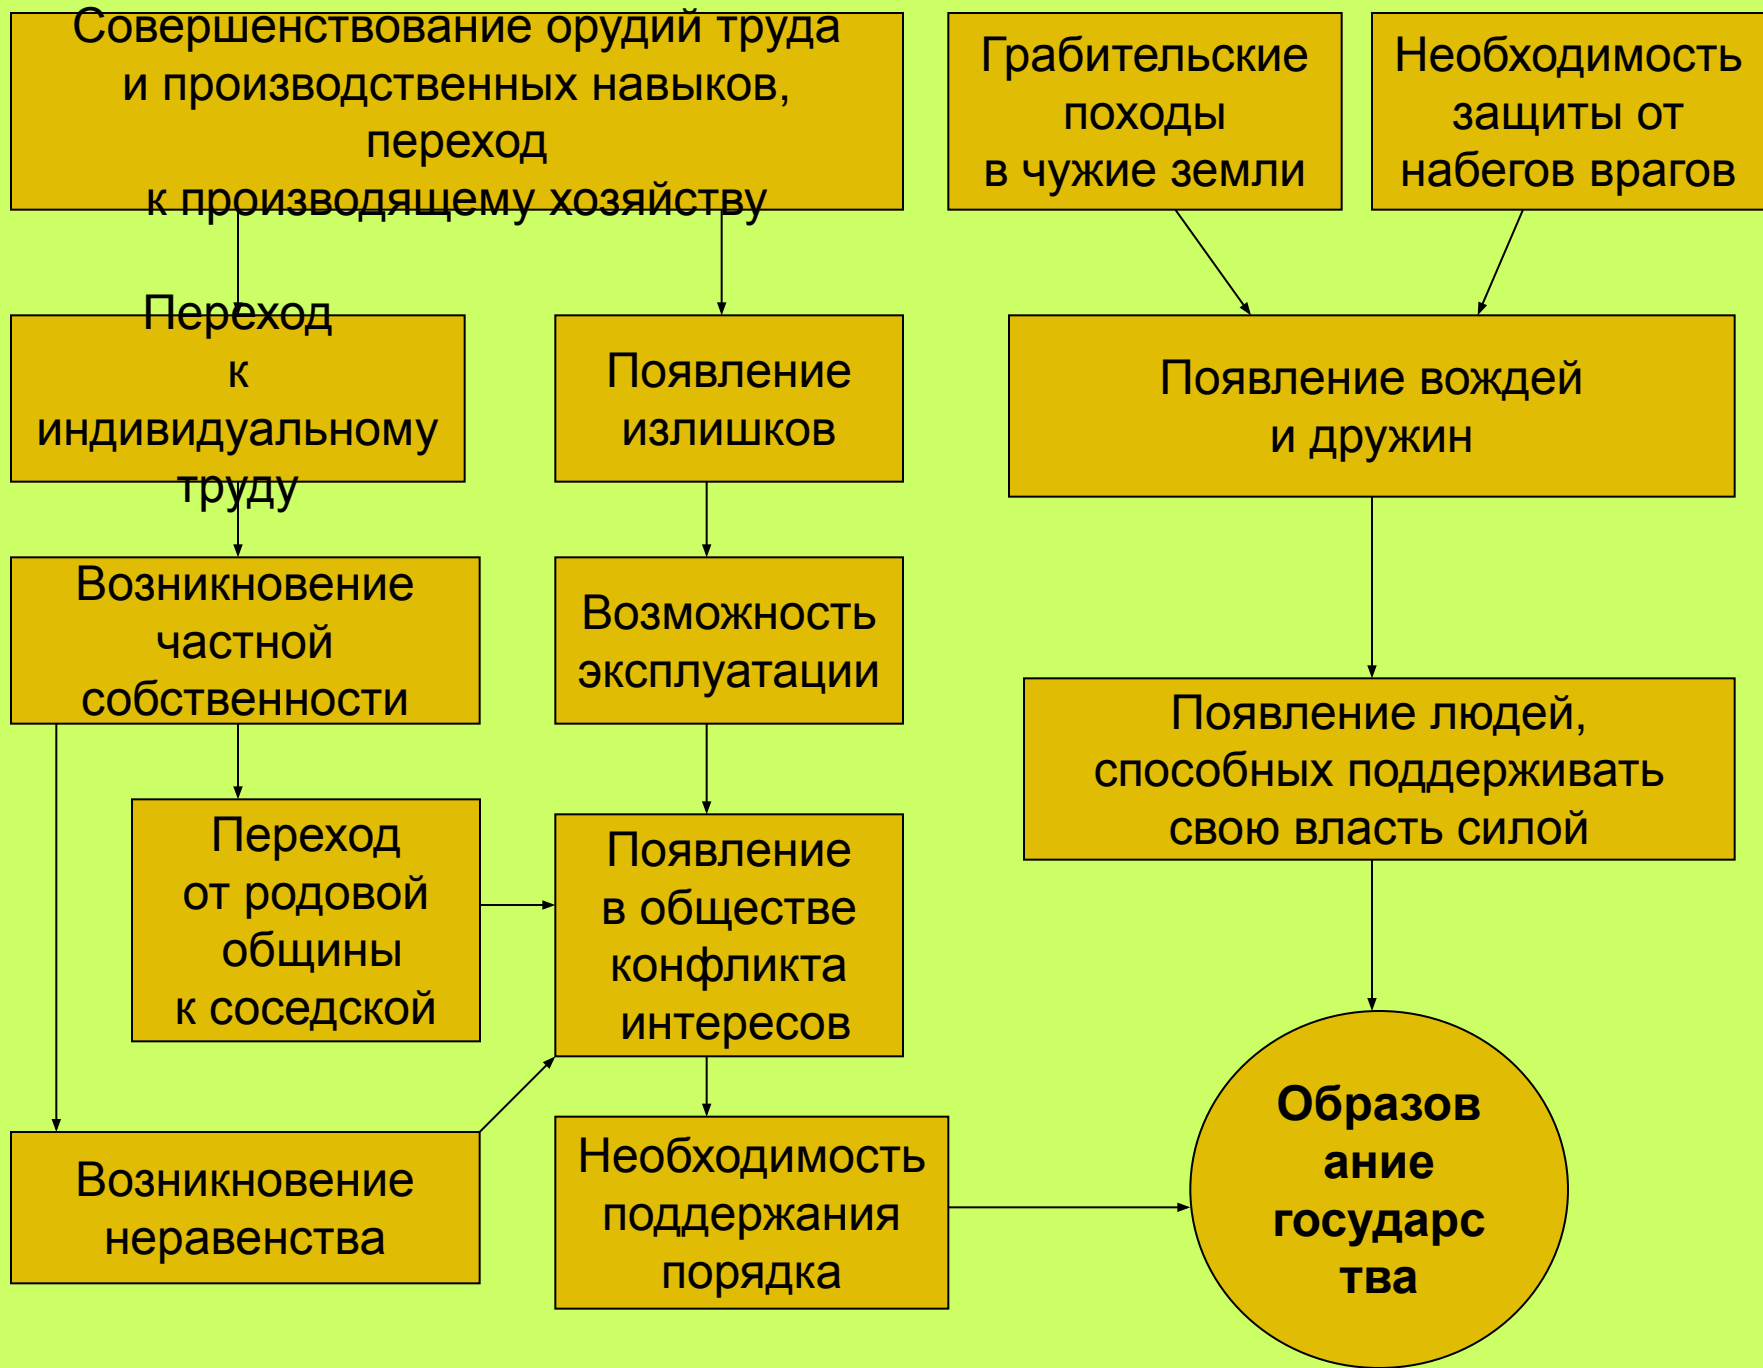 Совершенствование орудий труда
и производственных навыков,
переход
к производящему хозяйству
Грабительские
походы
в чужие земли
Необходимость
защиты от
набегов врагов
Переход
к
индивидуальному
труду
Появление
излишков
Появление вождей
и дружин
Возникновение
частной
собственности
Возможность
эксплуатации
Появление людей,
способных поддерживать
свою власть силой
Переход
от родовой
общины
к соседской
Появление
в обществе
конфликта
интересов
Возникновение
неравенства
Необходимость
поддержания
порядка
Образов
ание
государс
тва